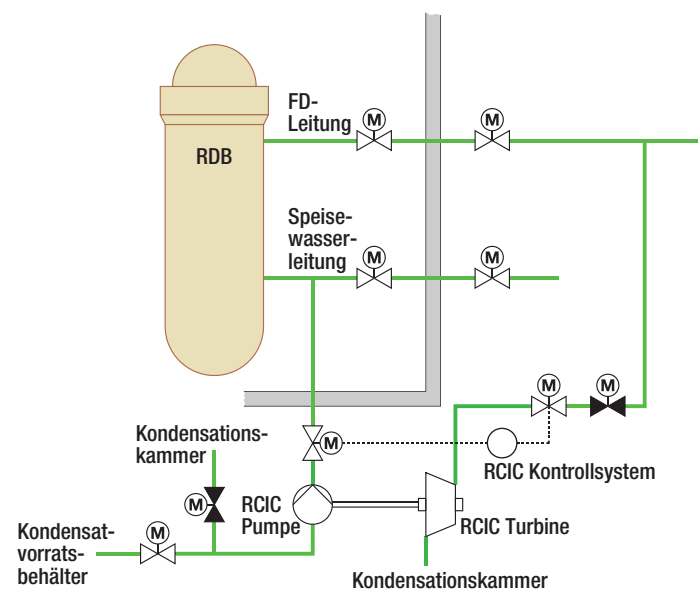 FD-
Leitung
M
M
RDB
Speise-
wasser-
leitung
M
M
M
M
Kondensations-
kammer
M
RCIC Kontrollsystem
M
RCIC
Pumpe
RCIC Turbine
Kondensat-
vorrats-
behälter
M
Kondensationskammer